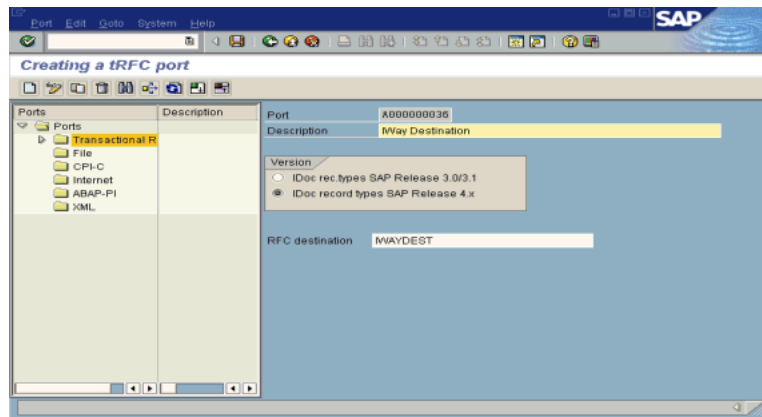 Port Edit Goto System Help
SAP
Creating a tRFC port
Ports Description
Ports
Transactional R
File
CPI-C
Internet
ABAP-PI
XML
Port A000000036
Description iWay Destination
Version
IDoc rec.types SAP Release 3.0/3.1
IDoc record types SAP Release 4.x
RFC destination IWAYDEST